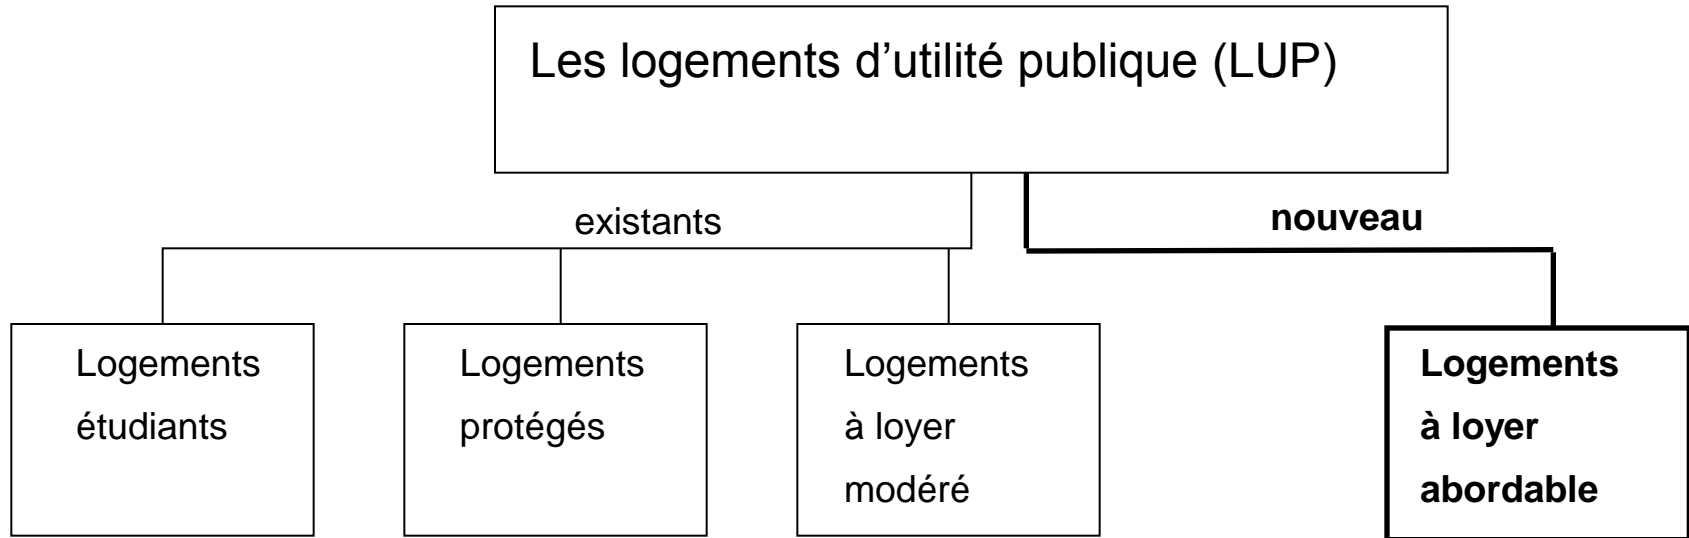 Les logements d’utilité publique (LUP)
existants
nouveau
Logements
étudiants
Logements
protégés
Logements
à loyer
modéré
Logements
à loyer
abordable